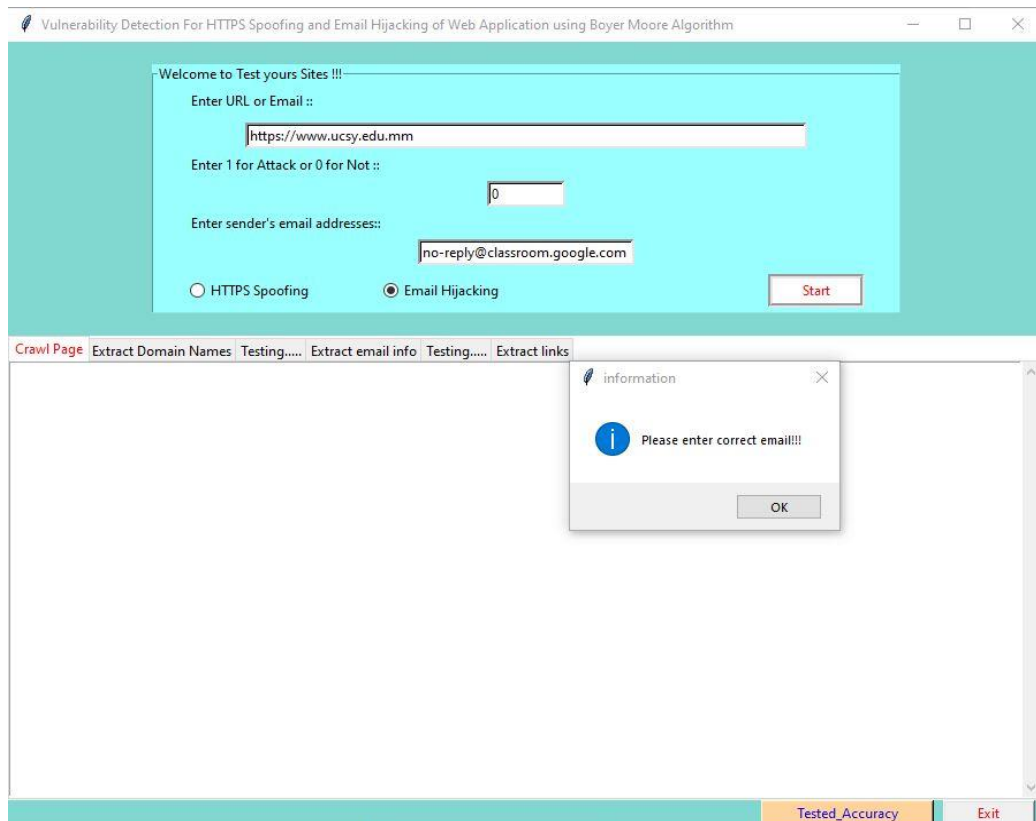 Vulnerability Detection For HTTPS Spoofing and Email Hijacking of Web Application using Boyer Moore Algorithm
Welcome to Test yours Sites !!!
Enter URL or Email ::
https://www.ucsy.edu.mm
Enter 1 for Attack or 0 for Not ::
0
Enter sender's email addresses::
no-reply@classroom.google.com
HTTPS Spoofing Email Hijacking Start
Crawl Page Extract Domain Names Testing..... Extract email info Testing..... Extract links
information
Please enter correct email!!!
OK
Tested_Accuracy Exit